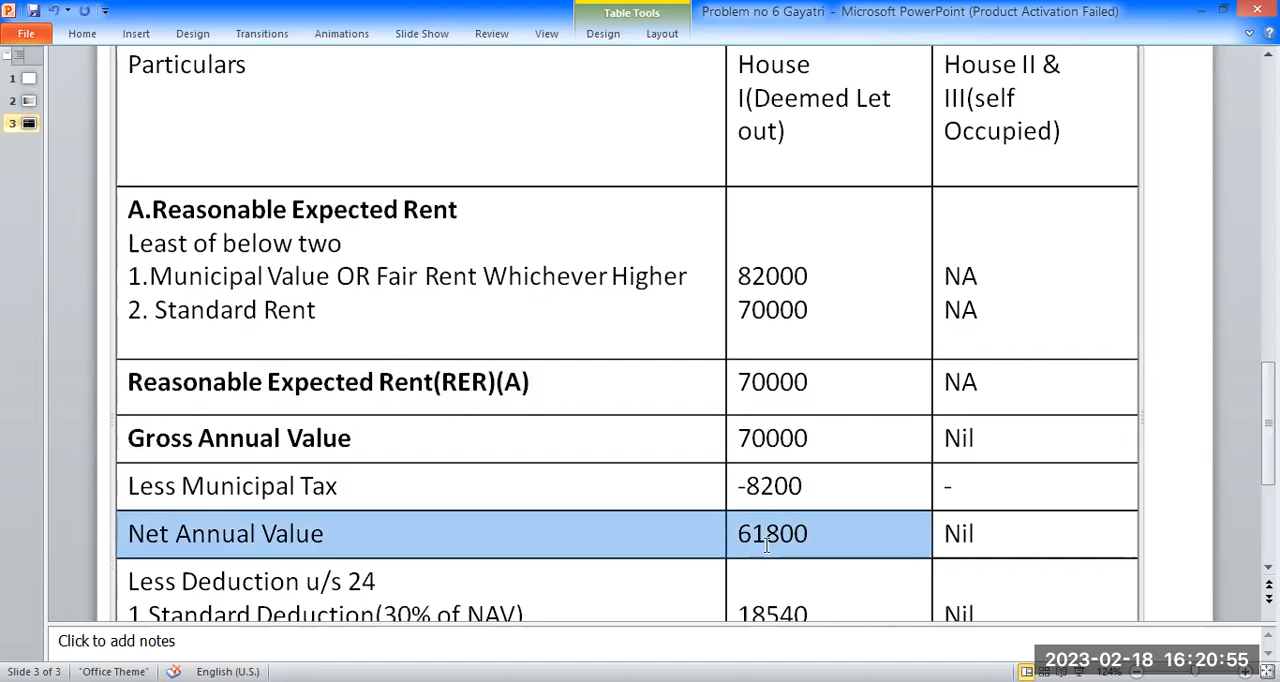 Table Tools
Problem no 6 Gayatri - Microsoft PowerPoint (Product Activation Failed)
File Home Insert Design Transitions Animations Slide Show Review View Design Layout
1
2
3
Particulars House I(Deemed Let out) House II & III(self Occupied)
A.Reasonable Expected Rent
Least of below two
1.Municipal Value OR Fair Rent Whichever Higher 82000 NA
2. Standard Rent 70000 NA
Reasonable Expected Rent(RER)(A) 70000 NA
Gross Annual Value 70000 Nil
Less Municipal Tax -8200 -
Net Annual Value 61800 Nil
Less Deduction u/s 24
1 Standard Deduction(30% of NAV) 18540 Nil
Click to add notes
2023-02-18 16:20:55
Slide 3 of 3 "Office Theme" English (U.S.) 124%